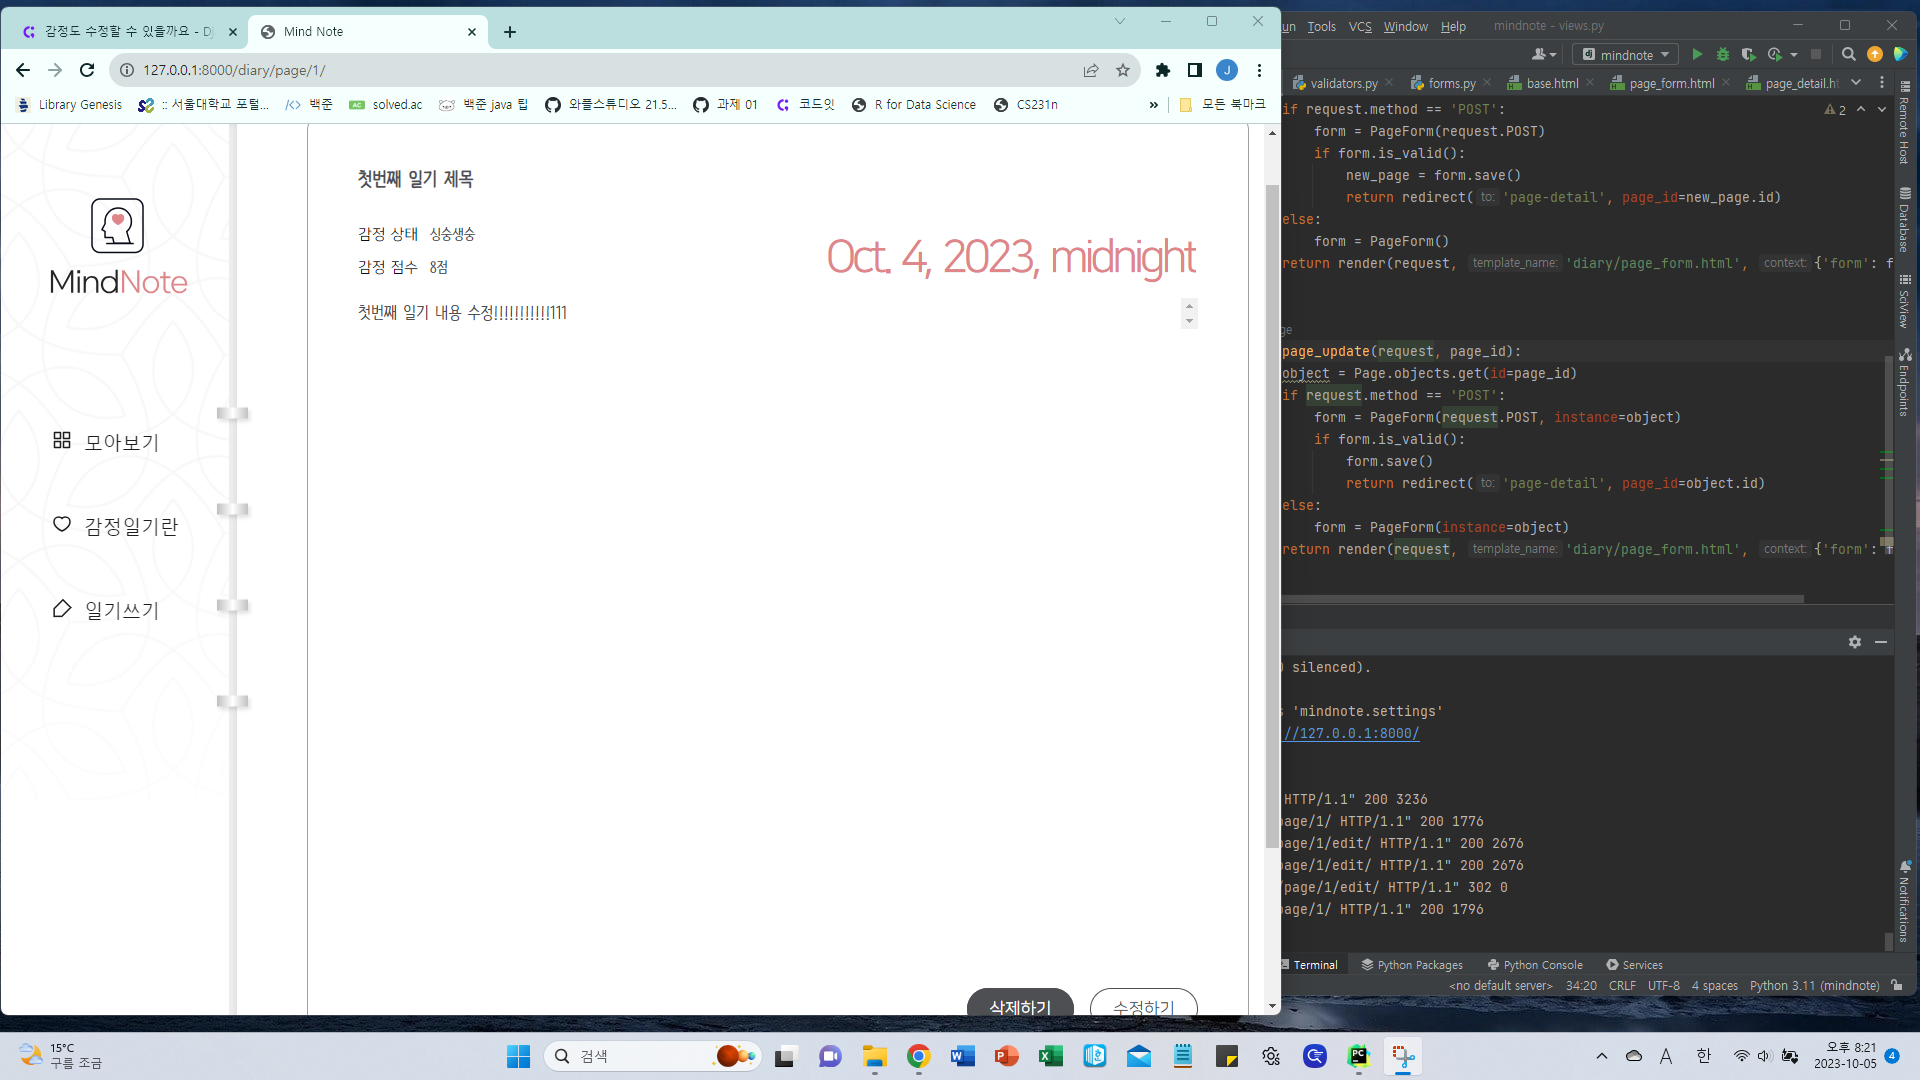 감정도 수정할 수 있을까요 - Dj
Mind Note
127.0.0.1:8000/diary/page/1/
J
Library Genesis
:: 서울대학교 포털...
백준
solved.ac
백준 java 팁
와플스튜디오 21.5...
과제 01
코드잇
R for Data Science
CS231n
»
모든 북마크
MindNote
모아보기
감정일기란
일기쓰기
첫번째 일기 제목
감정 상태 싱숭생숭
감정 점수 8점
Oct. 4, 2023, midnight
첫번째 일기 내용 수정!!!!!!!!!!!111
삭제하기
수정하기
un Tools VCS Window Help mindnote - views.py
mindnote
validators.py
forms.py
base.html
page_form.html
page_detail.ht
if request.method == 'POST':
2
form = PageForm(request.POST)
if form.is_valid():
new_page = form.save()
return redirect( to: 'page-detail', page_id=new_page.id)
else:
form = PageForm()
return render(request, template_name: 'diary/page_form.html', context: {'form': f
ge
page_update(request, page_id):
object = Page.objects.get(id=page_id)
if request.method == 'POST':
form = PageForm(request.POST, instance=object)
if form.is_valid():
form.save()
return redirect( to: 'page-detail', page_id=object.id)
else:
form = PageForm(instance=object)
return render(request, template_name: 'diary/page_form.html', context: {'form': f
Remote Host
Database
SciView
Endpoints
Notifications
silenced).
'mindnote.settings'
//127.0.0.1:8000/
HTTP/1.1" 200 3236
page/1/ HTTP/1.1" 200 1776
page/1/edit/ HTTP/1.1" 200 2676
page/1/edit/ HTTP/1.1" 200 2676
/page/1/edit/ HTTP/1.1" 302 0
page/1/ HTTP/1.1" 200 1796
Terminal
Python Packages
Python Console
Services
<no default server> 34:20 CRLF UTF-8 4 spaces Python 3.11 (mindnote)
15°C
구름 조금
검색
A
한
오후 8:21
2023-10-05
4